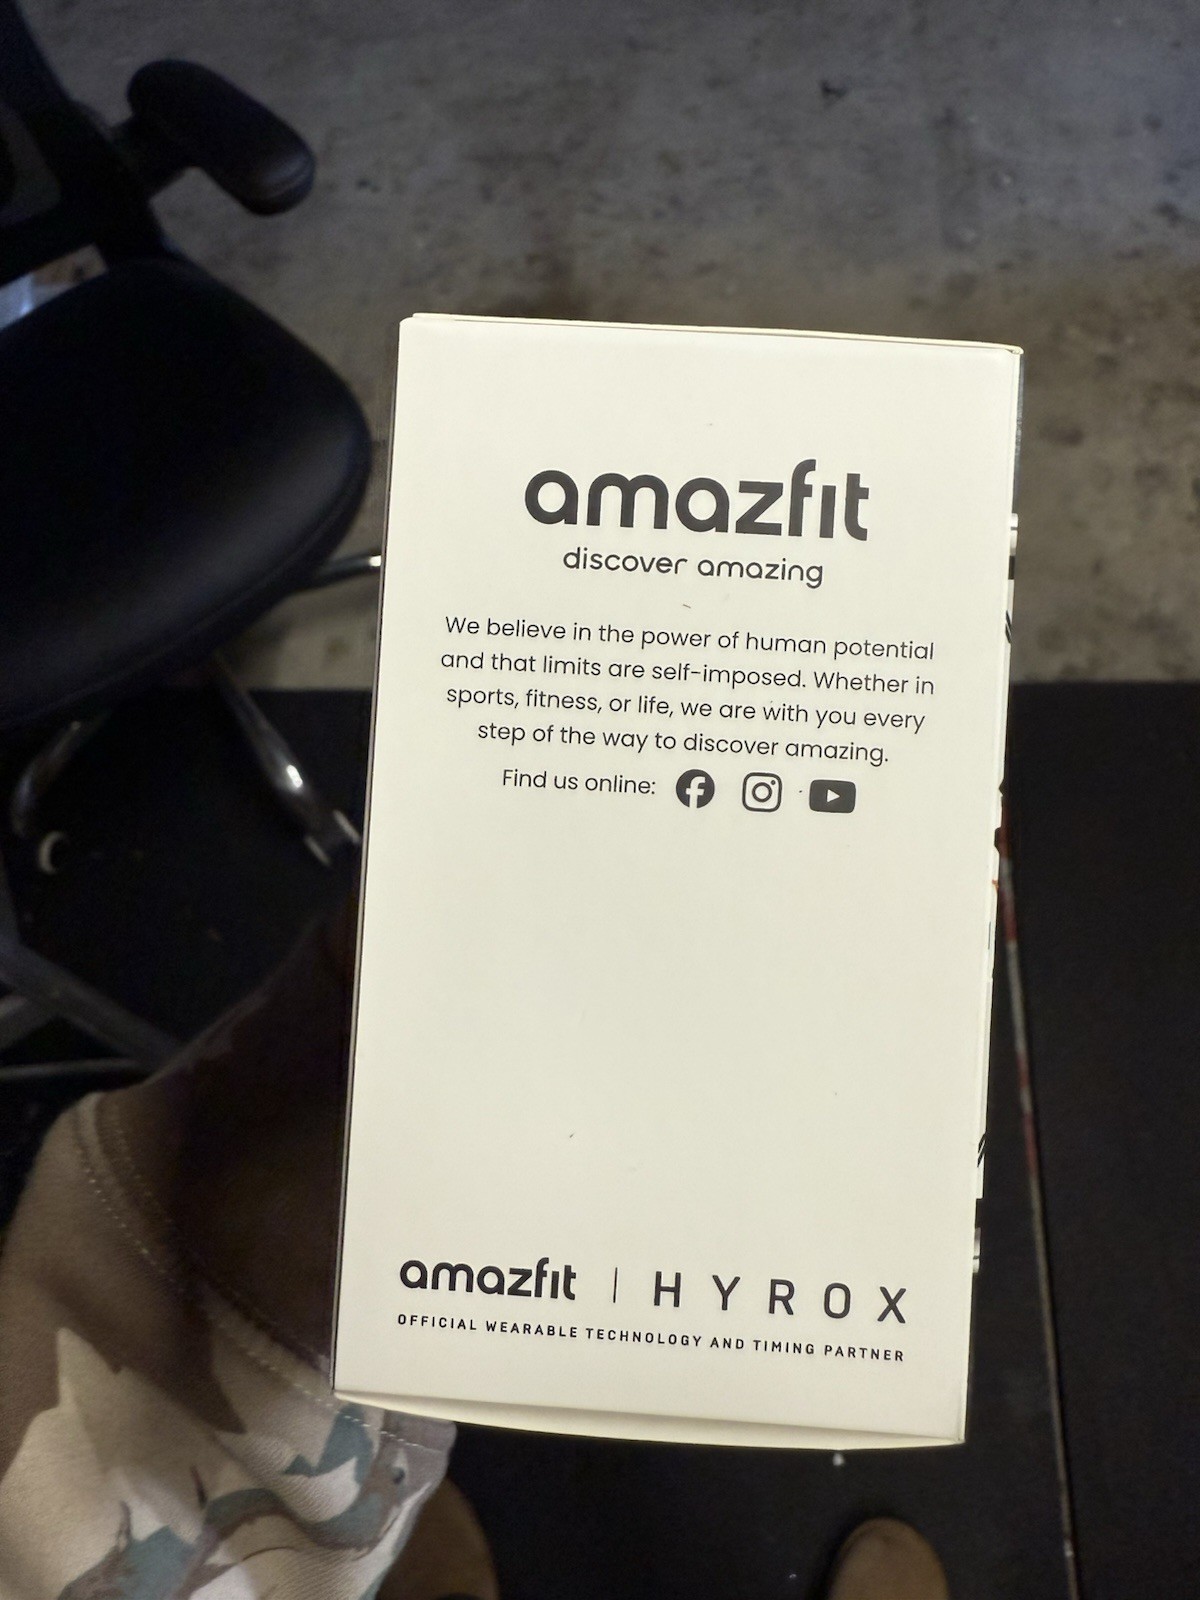 amazfit
discover amazing
We believe in the power of human potential
and that limits are self-imposed. Whether in
sports, fitness, or life, we are with you every
step of the way to discover amazing.
Find us online:
amazfit | HYROX
OFFICIAL WEARABLE TECHNOLOGY AND TIMING PARTNER